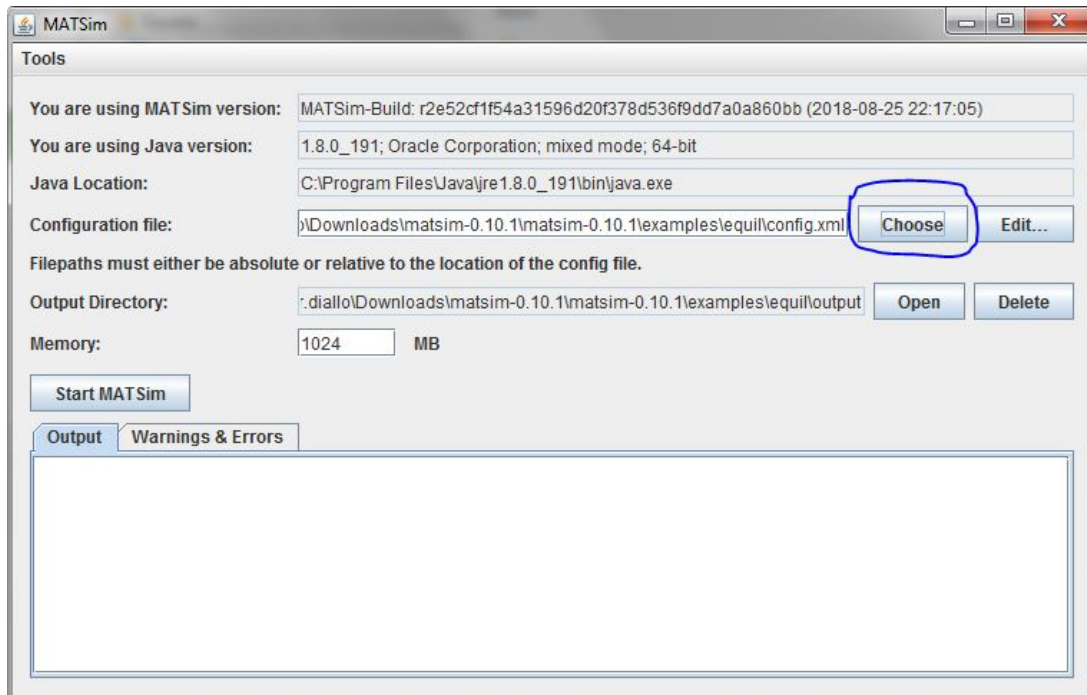 MATSim
Tools
You are using MATSim version: MATSim-Build: r2e52cf1f54a31596d20f378d536f9dd7a0a860bb (2018-08-25 22:17:05)
You are using Java version: 1.8.0_191; Oracle Corporation; mixed mode; 64-bit
Java Location: C:\Program Files\Java\jre1.8.0_191\bin\java.exe
Configuration file: \Downloads\matsim-0.10.1\matsim-0.10.1\examples\equil\config.xml Choose Edit...
Filepaths must either be absolute or relative to the location of the config file.
Output Directory: r.diallo\Downloads\matsim-0.10.1\matsim-0.10.1\examples\equil\output Open Delete
Memory: 1024 MB
Start MATSim
Output Warnings & Errors